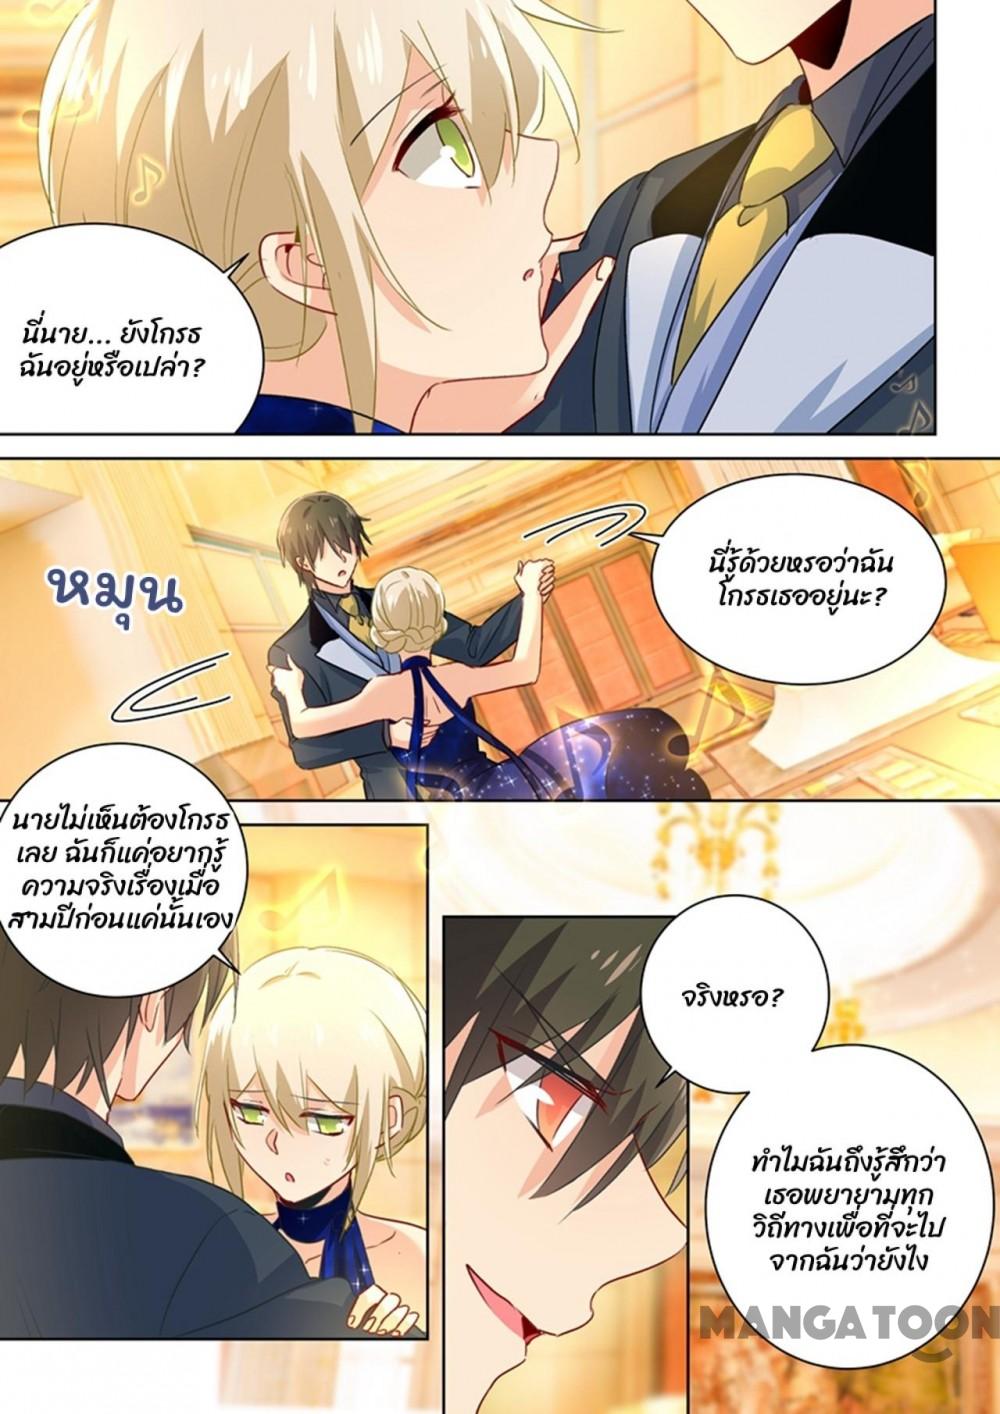 นี่นาย... ยังโกรธ
ฉันอยู่หรือเปล่า?
นี่รู้ด้วยหรอว่าฉัน
โกรธเธออยู่นะ?
หมุน
นายไม่เห็นต้องโกรธ
เลย ฉันก็แค่อยากรู้
ความจริงเรื่องเมื่อ
สามปีก่อนแค่นั้นเอง
จริงหรอ?
ทำไมฉันถึงรู้สึกว่า
เธอพยายามทุก
วิถีทางเพื่อที่จะไป
จากฉันว่ายังไง
MANGATOON